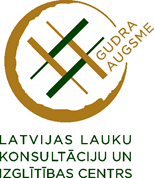 GUDRA
AUGSME
LATVIJAS LAUKU
KONSULTĀCIJU UN
IZGLĪTĪBAS CENTRS